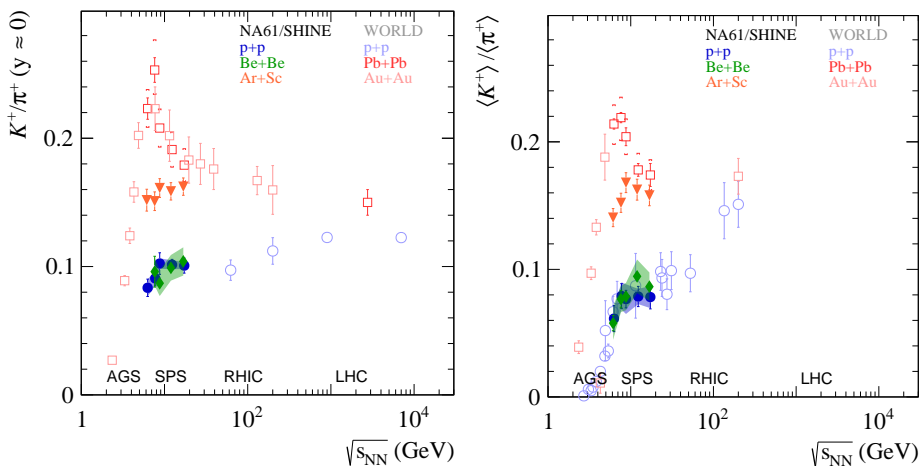 K⁺/π⁺ (y ≈ 0)
0.2
0.1
0
NA61/SHINE
p+p
Be+Be
Ar+Sc
WORLD
p+p
Pb+Pb
Au+Au
AGS SPS RHIC LHC
1 10² 10⁴
√s_NN (GeV)
⟨K⁺⟩/⟨π⁺⟩
0.2
0.1
0
NA61/SHINE
p+p
Be+Be
Ar+Sc
WORLD
p+p
Pb+Pb
Au+Au
AGS SPS RHIC LHC
1 10² 10⁴
√s_NN (GeV)